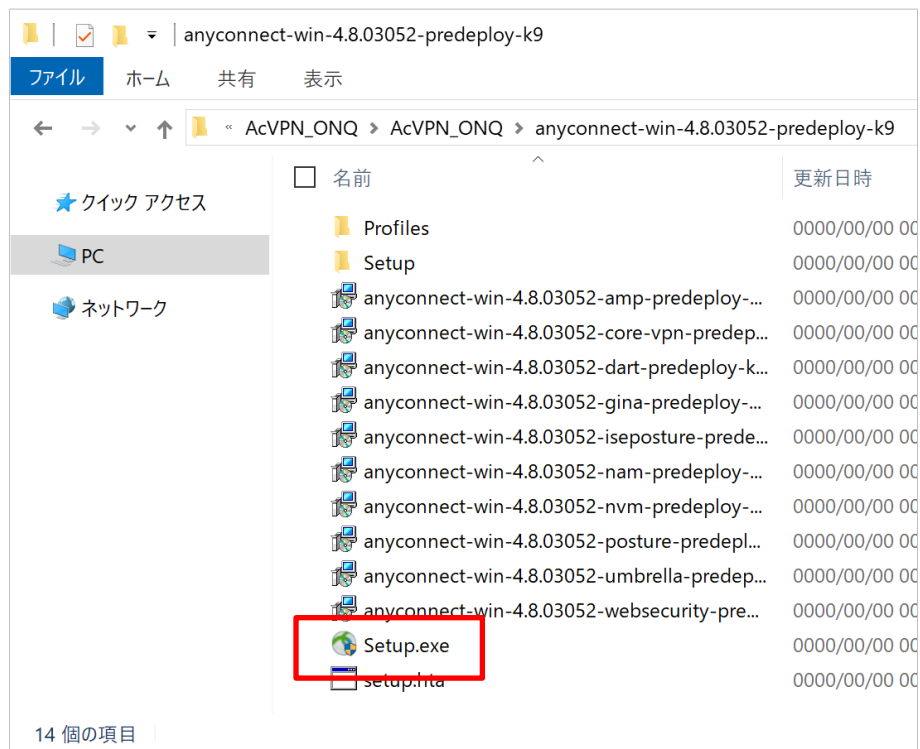 anyconnect-win-4.8.03052-predeploy-k9
ファイル ホーム 共有 表示
« AcVPN_ONQ > AcVPN_ONQ > anyconnect-win-4.8.03052-predeploy-k9
名前 更新日時
クイック アクセス
PC
ネットワーク
Profiles 0000/00/00 00
Setup 0000/00/00 00
anyconnect-win-4.8.03052-amp-predeploy-... 0000/00/00 00
anyconnect-win-4.8.03052-core-vpn-predep... 0000/00/00 00
anyconnect-win-4.8.03052-dart-predeploy-k... 0000/00/00 00
anyconnect-win-4.8.03052-gina-predeploy-... 0000/00/00 00
anyconnect-win-4.8.03052-iseposture-prede... 0000/00/00 00
anyconnect-win-4.8.03052-nam-predeploy-... 0000/00/00 00
anyconnect-win-4.8.03052-nvm-predeploy-... 0000/00/00 00
anyconnect-win-4.8.03052-posture-predepl... 0000/00/00 00
anyconnect-win-4.8.03052-umbrella-predep... 0000/00/00 00
anyconnect-win-4.8.03052-websecurity-pre... 0000/00/00 00
Setup.exe 0000/00/00 00
setup.hta 0000/00/00 00
14 個の項目